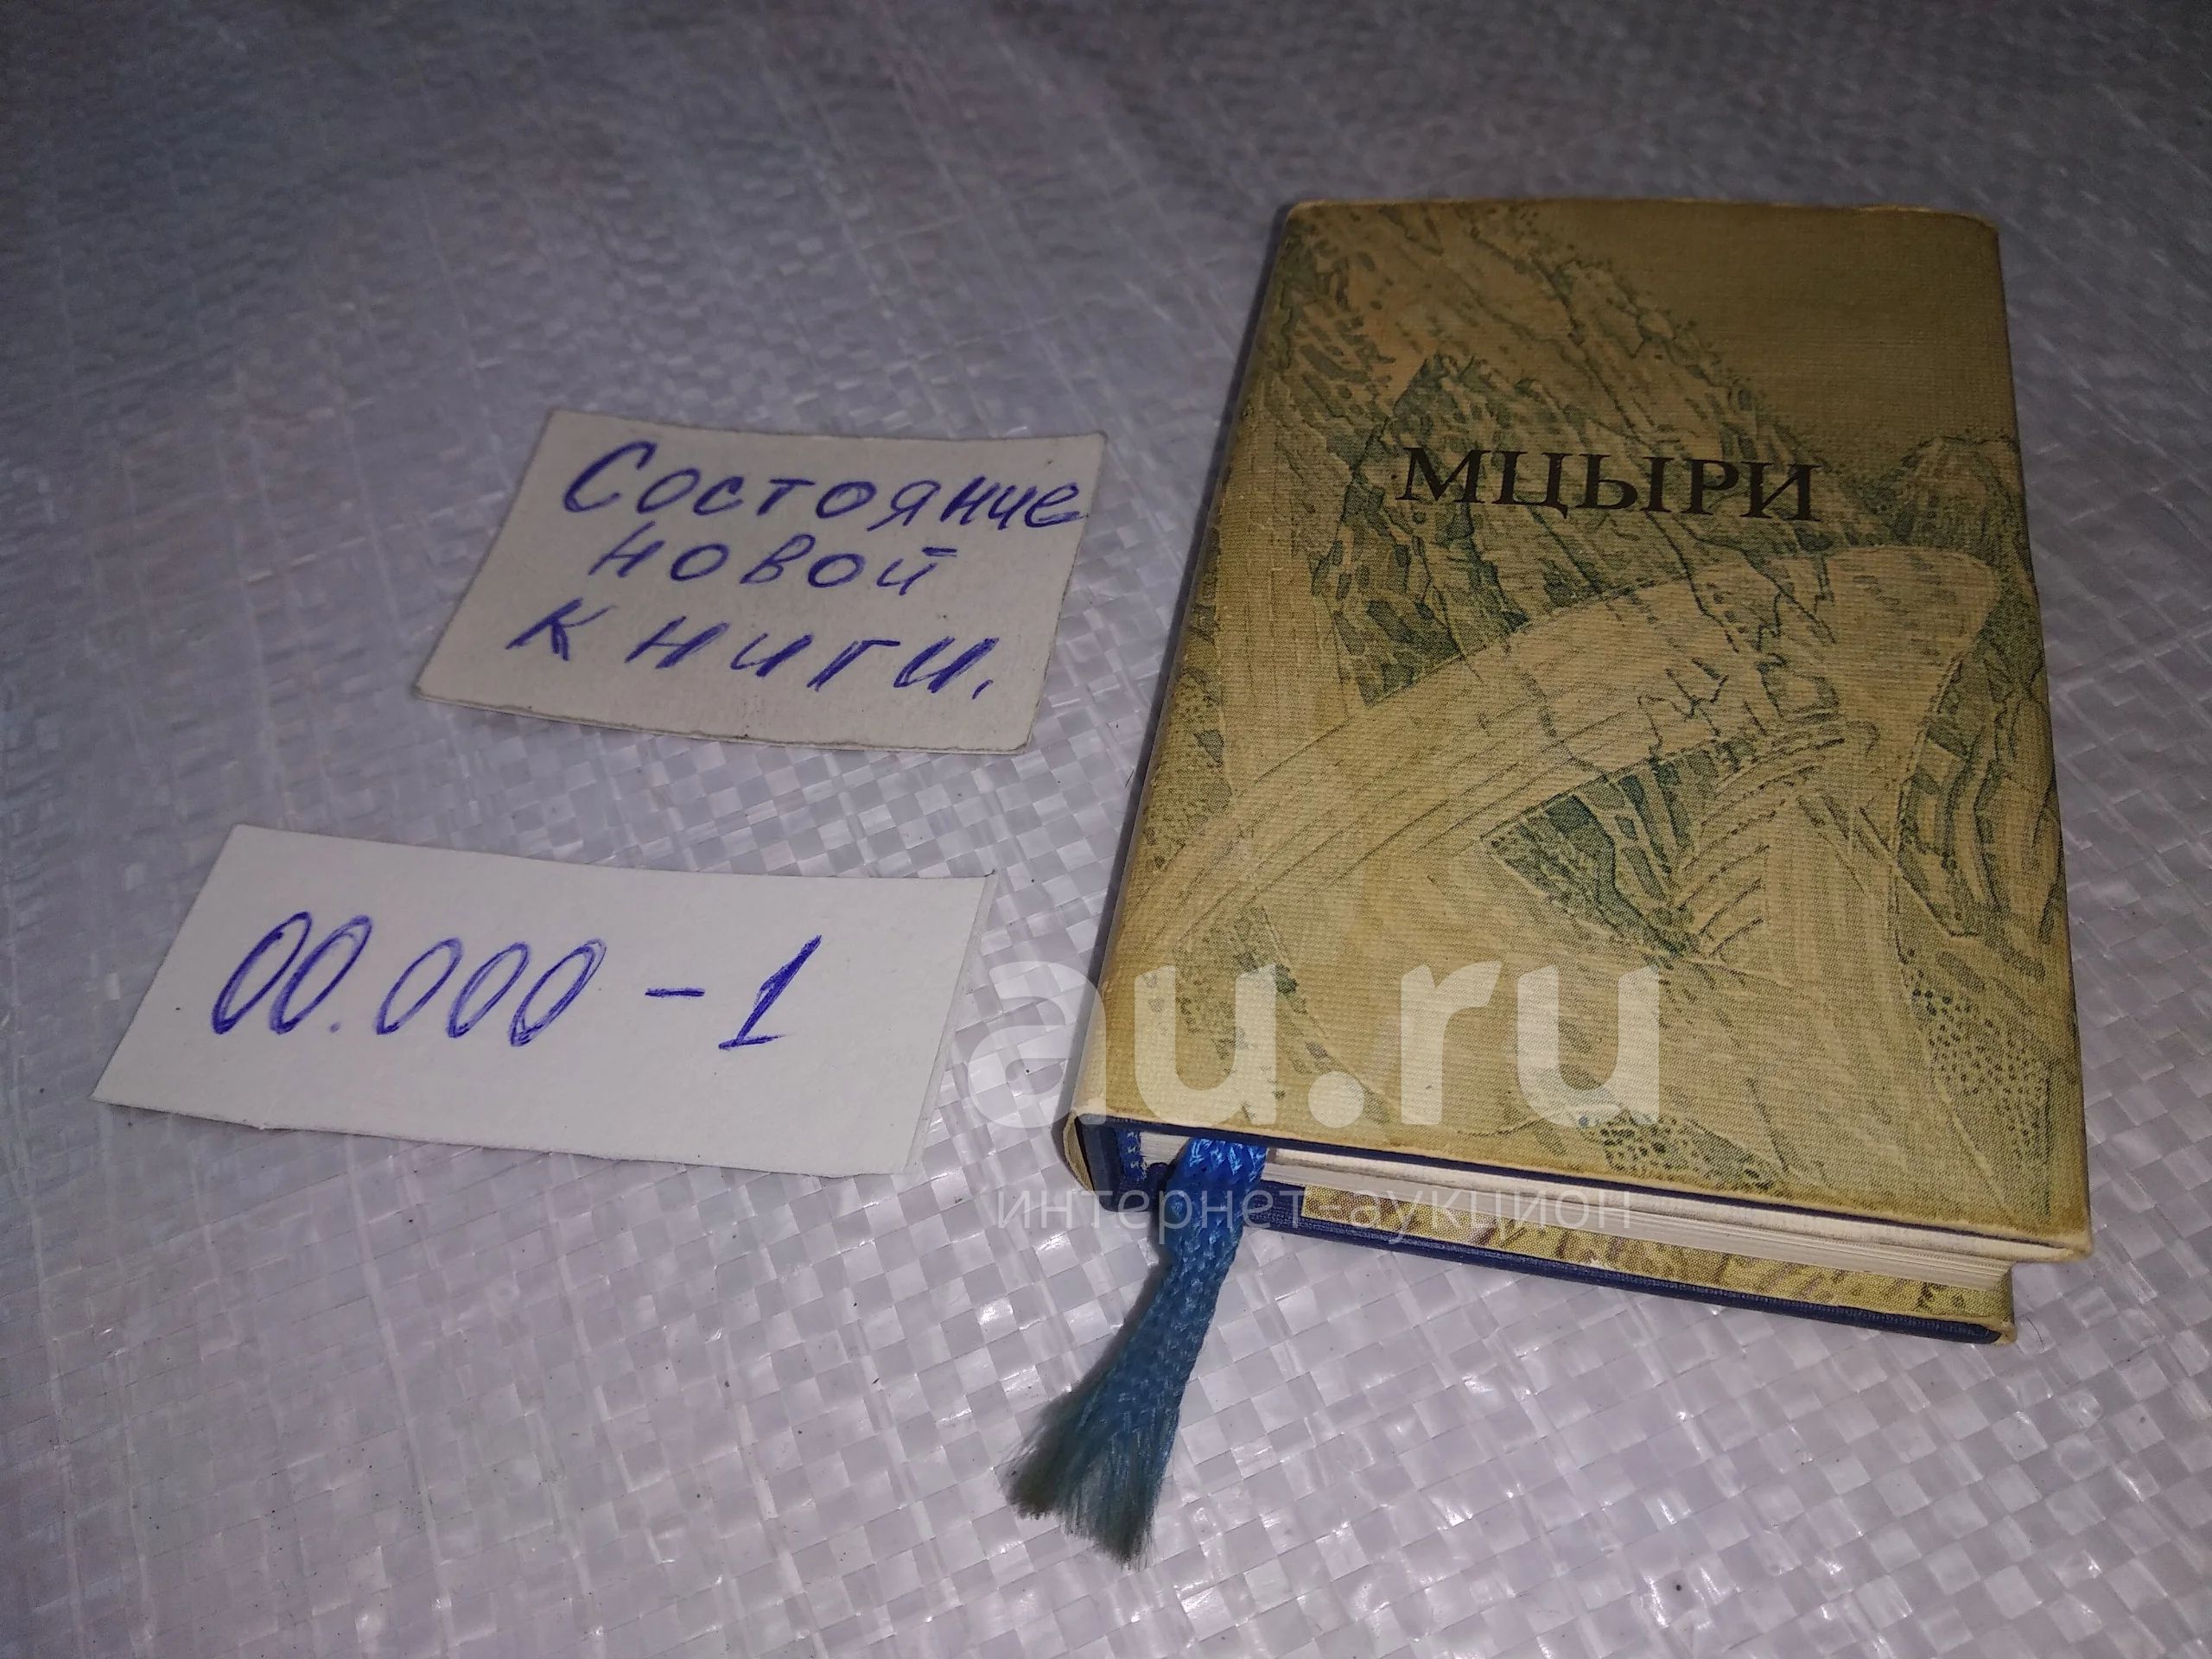 Состояние
новой
книги.
МЦЫРИ
00.000-1
au.ru
интернет-аукцион